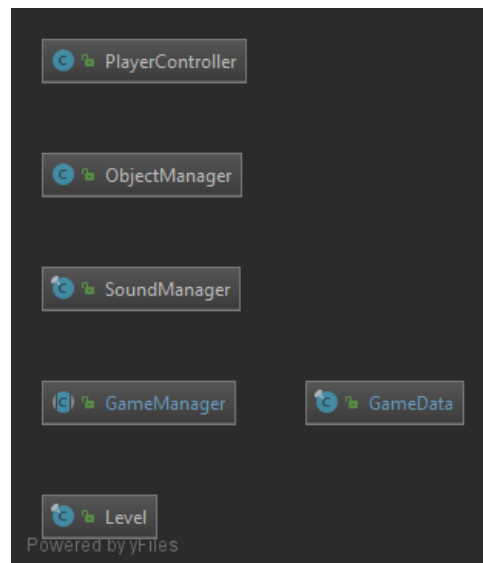 PlayerController
ObjectManager
SoundManager
GameManager
GameData
Level
Powered by yFiles